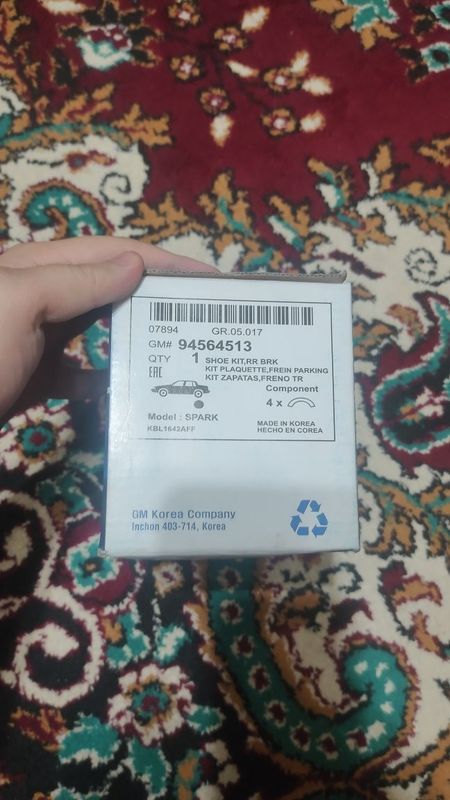 07894 GR.05.017
GM# 94564513
QTY 1 SHOE KIT,RR BRK
KIT PLAQUETTE,FREIN PARKING
EAC KIT ZAPATAS,FRENO TR
Component
4 x
Model : SPARK MADE IN KOREA
KBL1642AFF HECHO EN COREA
GM Korea Company
Inchon 403-714, Korea